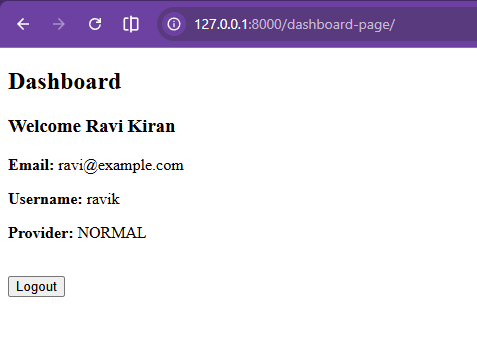 127.0.0.1:8000/dashboard-page/
Dashboard
Welcome Ravi Kiran
Email: ravi@example.com
Username: ravik
Provider: NORMAL
Logout